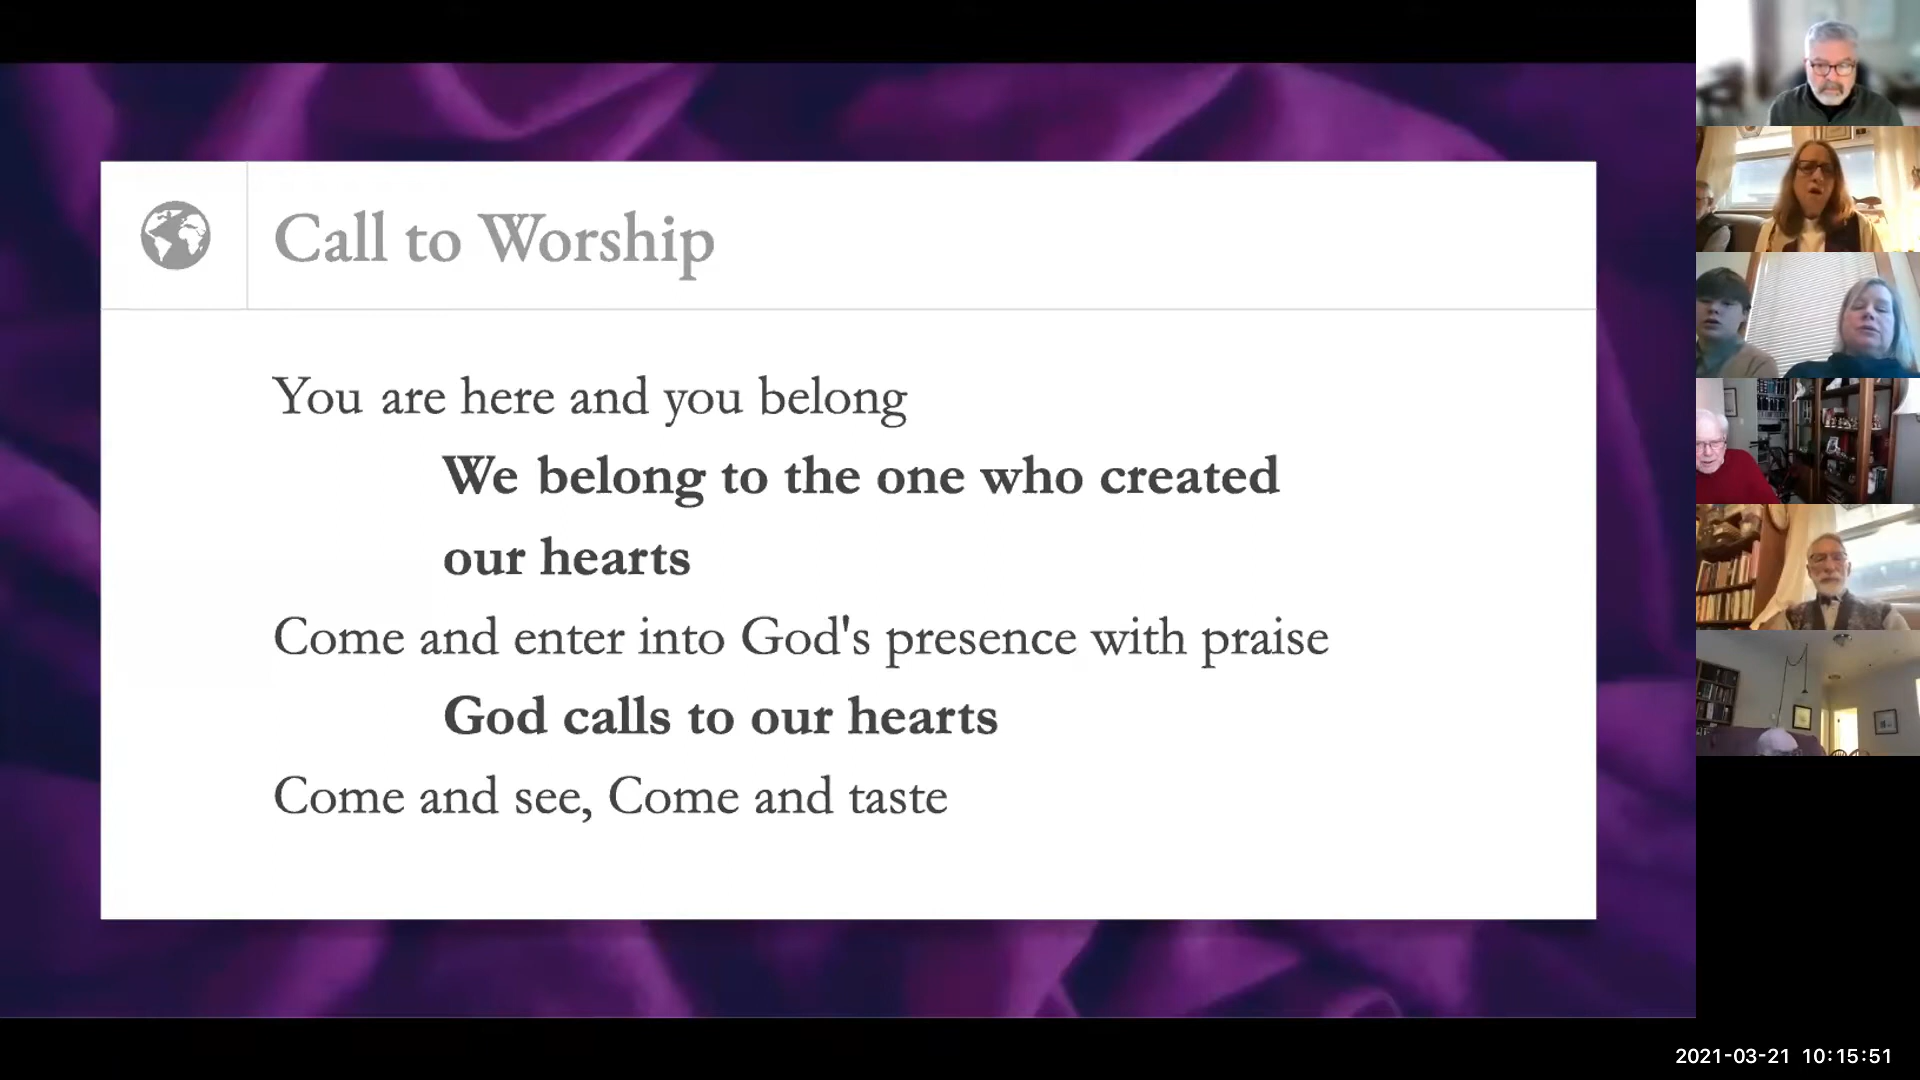 Call to Worship
You are here and you belong
We belong to the one who created
our hearts
Come and enter into God's presence with praise
God calls to our hearts
Come and see, Come and taste
2021-03-21 10:15:51